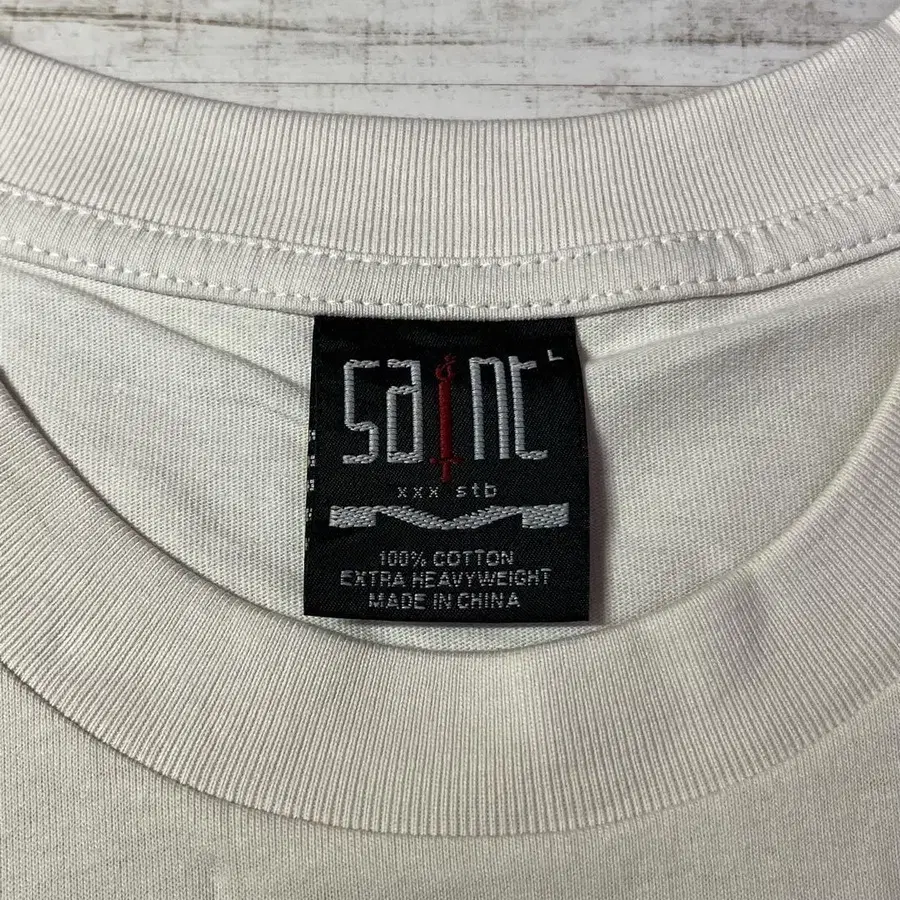 saint L
xxx stb
100% COTTON
EXTRA HEAVYWEIGHT
MADE IN CHINA